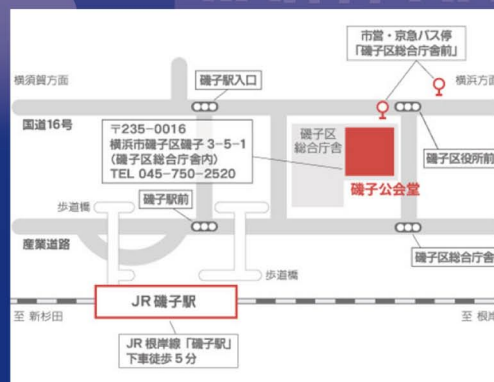 市営・京急バス停
「磯子区総合庁舎前」
横須賀方面
磯子駅入口
横浜方面
国道16号
〒235-0016
横浜市磯子区磯子3-5-1
(磯子区総合庁舎内)
TEL 045-750-2520
磯子区
総合庁舎
磯子区役所前
磯子公会堂
磯子駅前
歩道橋
産業道路
磯子区総合庁舎
歩道橋
JR 磯子駅
至 新杉田
至 根岸
JR 根岸線「磯子駅」
下車徒歩5分